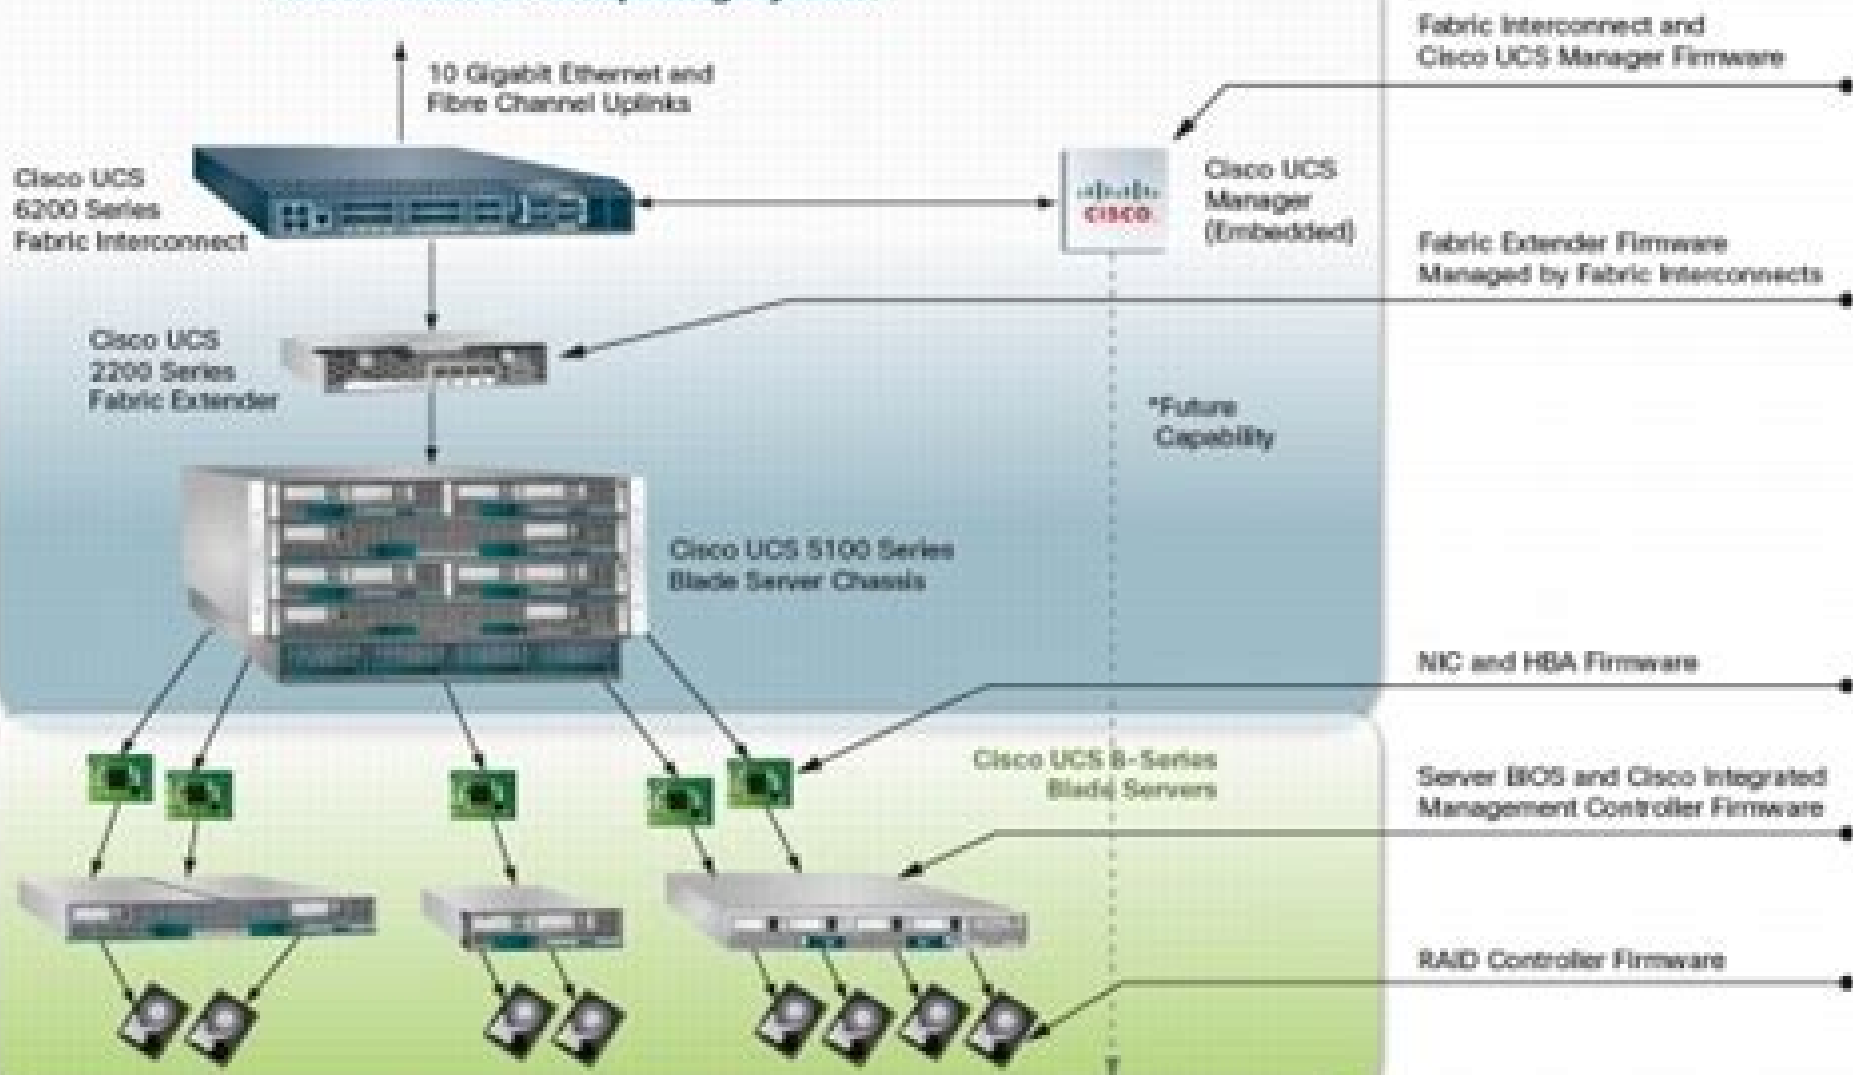 10 Gigabit Ethernet and
Fibre Channel Uplinks
Cisco UCS
6200 Series
Fabric Interconnect
CISCO
Cisco UCS
Manager
(Embedded)
Fabric Interconnect and
Cisco UCS Manager Firmware
Fabric Extender Firmware
Managed by Fabric Interconnects
Cisco UCS
2200 Series
Fabric Extender
*Future
Capability
Cisco UCS 5100 Series
Blade Server Chassis
NIC and HBA Firmware
Cisco UCS B-Series
Blade Servers
Server BIOS and Cisco Integrated
Management Controller Firmware
RAID Controller Firmware